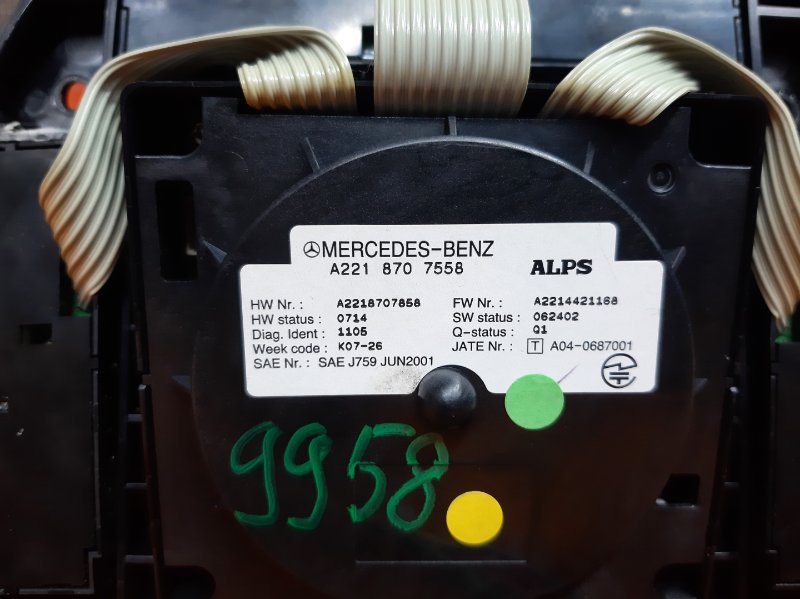 MERCEDES-BENZ
A221 870 7558 ALPS
HW Nr. : A2218707858 FW Nr. : A2214421168
HW status : 0714 SW status : 062402
Diag. Ident : 1105 Q-status : Q1
Week code : K07-26 JATE Nr. : T A04-0687001
SAE Nr. : SAE J759 JUN2001
9958